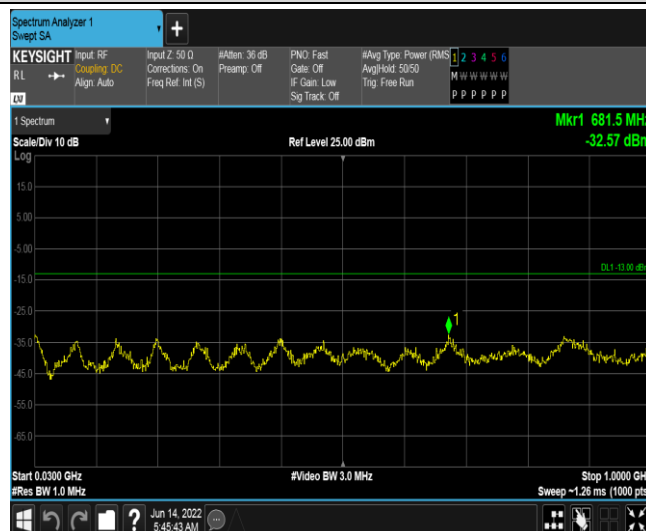 Spectrum Analyzer 1
Swept SA
+
KEYSIGHT Input: RF Input Z: 50 Ω #Atten: 36 dB PNO: Fast #Avg Type: Power (RMS 1 2 3 4 5 6
RL Coupling: DC Corrections: On Preamp: Off Gate: Off Avg|Hold: 50/50 M W W W W W
Align: Auto Freq Ref: Int (S) IF Gain: Low Trig: Free Run
Sig Track: Off P P P P P P
LXI
1 Spectrum Mkr1 681.5 MHz
Scale/Div 10 dB Ref Level 25.00 dBm -32.57 dBm
Log
15.0
5.00
-5.00
DL1 -13.00 dBm
-15.0
-25.0
1
-35.0
-45.0
-55.0
-65.0
Start 0.0300 GHz #Video BW 3.0 MHz Stop 1.0000 GH
#Res BW 1.0 MHz Sweep ~1.26 ms (1000 pts
? Jun 14, 2022
5:45:43 AM